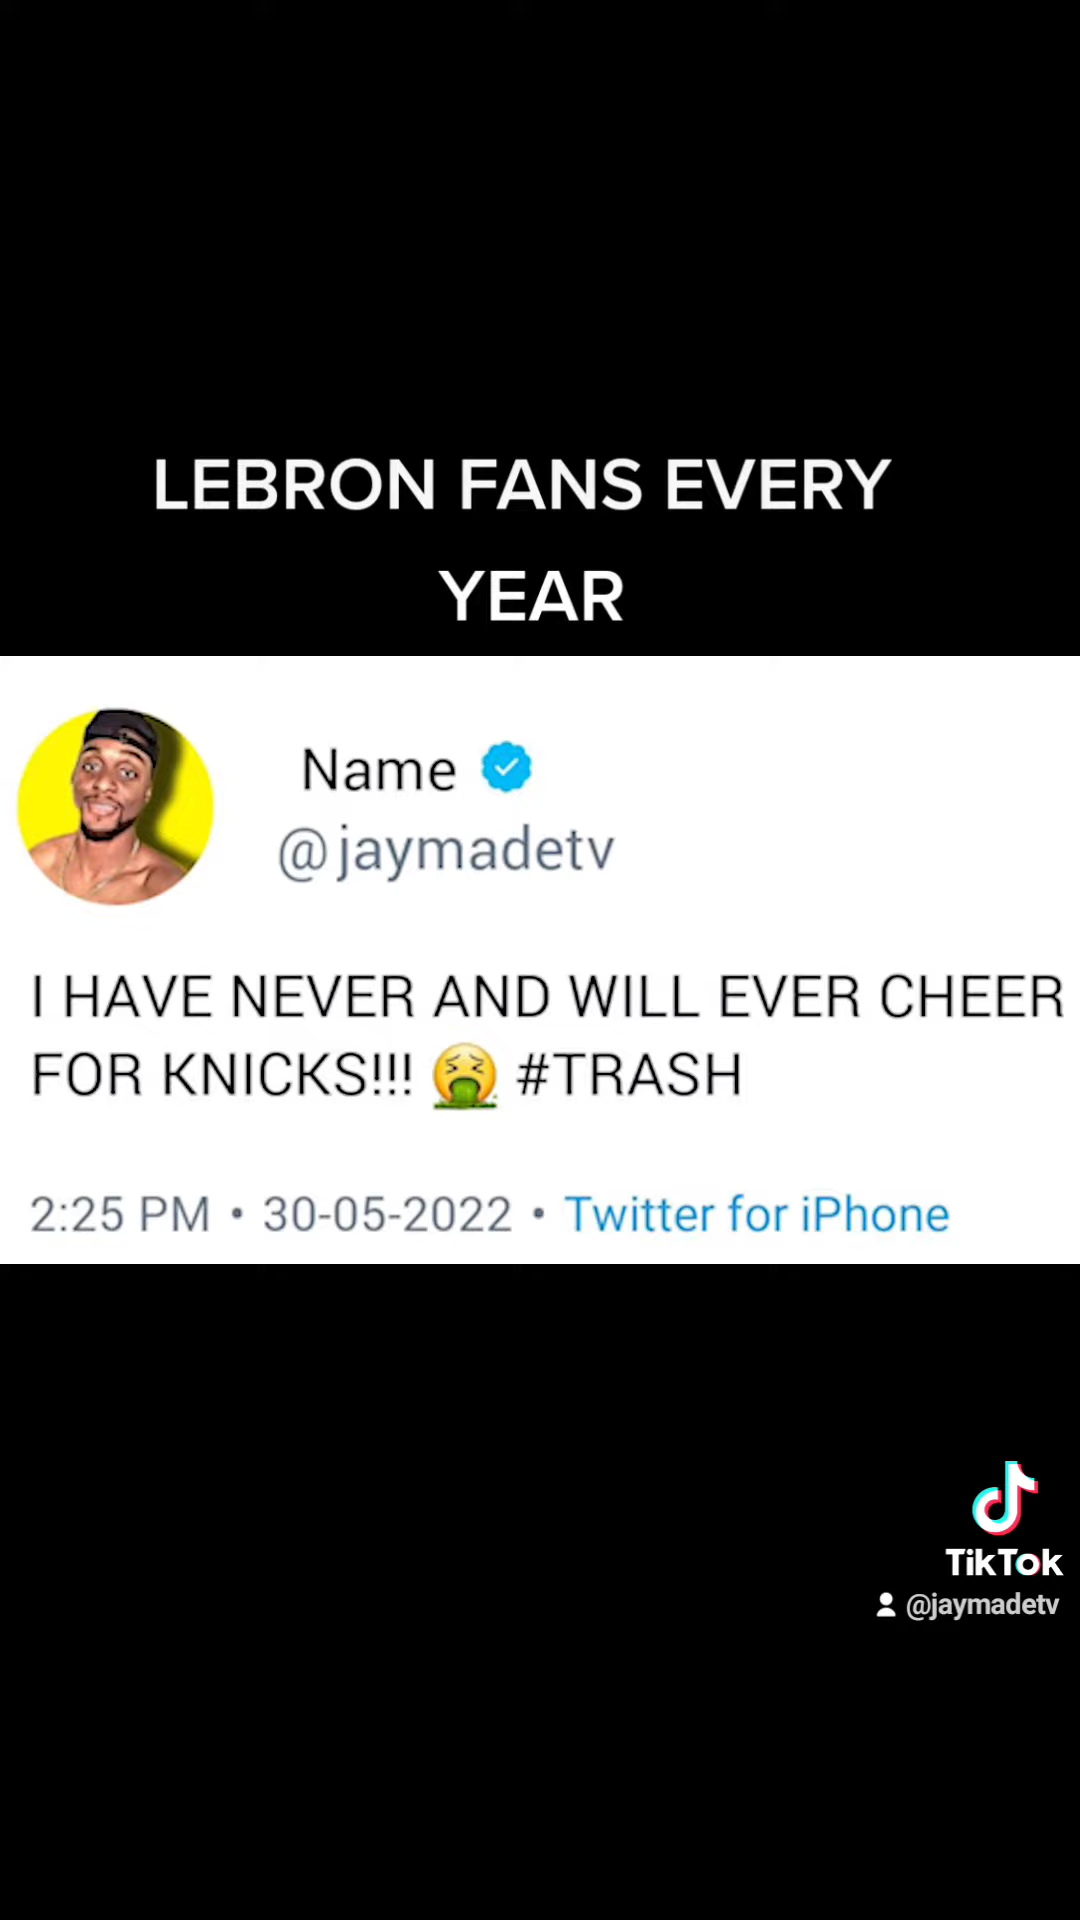 LEBRON FANS EVERY
YEAR
Name
@jaymadetv
I HAVE NEVER AND WILL EVER CHEER
FOR KNICKS!!! 🤮 #TRASH
2:25 PM • 30-05-2022 • Twitter for iPhone
TikTok
@jaymadetv